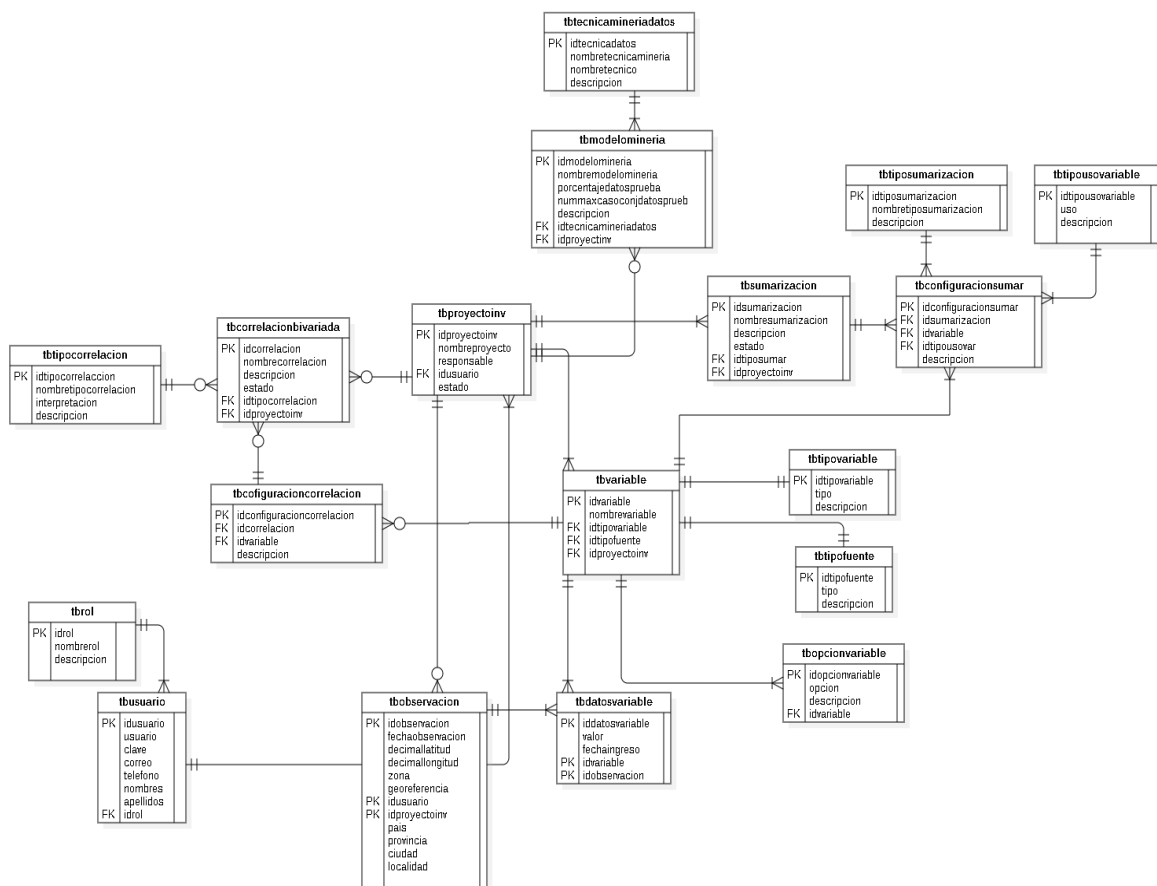 tbtecnicamineriadatos
PK idtecnicadatos
nombretecnicamineria
nombretecnico
descripcion
tbmodelomineria
PK idmodelomineria
nombremodelomineria
porcentajedatosprueba
nummaxcasoconjdatosprueb
descripcion
FK idtecnicamineriadatos
FK idproyectinv
tbtiposumarizacion
PK idtiposumarizacion
nombretiposumarizacion
descripcion
tbtipousovariable
PK idtipousovariable
uso
descripcion
tbsumarizacion
PK idsumarizacion
nombresumarizacion
descripcion
estado
FK idtiposumar
FK idproyectoinv
tbconfiguracionsumar
PK idconfiguracionsumar
FK idsumarizacion
FK idvariable
FK idtipousovar
descripcion
tbproyectoinv
PK idproyectoinv
nombreproyecto
responsable
FK idusuario
estado
tbcorrelacionbivariada
PK idcorrelacion
nombrecorrelacion
descripcion
estado
FK idtipocorrelacion
FK idproyectoinv
tbtipocorrelacion
PK idtipocorrelaccion
nombretipocorrelacion
interpretacion
descripcion
tbcofiguracioncorrelacion
PK idconfiguracioncorrelacion
FK idcorrelacion
FK idvariable
descripcion
tbvariable
PK idvariable
nombrevariable
FK idtipovariable
FK idtipofuente
FK idproyectoinv
tbtipovariable
PK idtipovariable
tipo
descripcion
tbtipofuente
PK idtipofuente
tipo
descripcion
tbrol
PK idrol
nombrerol
descripcion
tbopcionvariable
PK idopcionvariable
opcion
descripcion
FK idvariable
tbusuario
PK idusuario
usuario
clave
correo
telefono
nombres
apellidos
FK idrol
tbobservacion
PK idobservacion
fechaobservacion
decimallatitud
decimallongitud
zona
georeferencia
PK idusuario
PK idproyectoinv
pais
provincia
ciudad
localidad
tbdatosvariable
PK iddatosvariable
valor
fechaingreso
PK idvariable
PK idobservacion